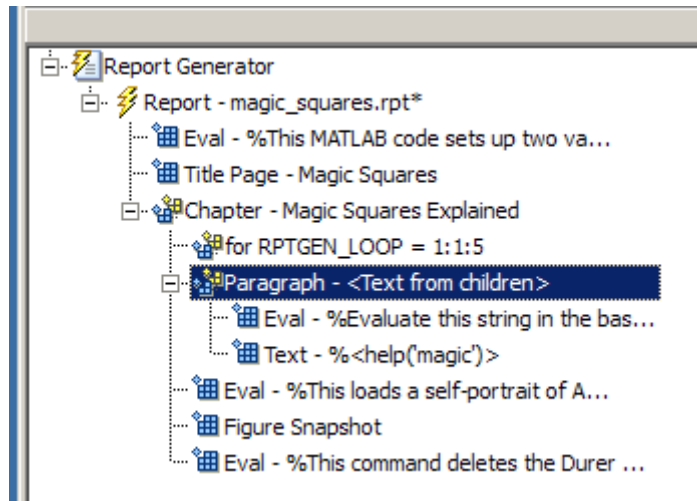 Report Generator
Report - magic_squares.rpt*
Eval - %This MATLAB code sets up two va...
Title Page - Magic Squares
Chapter - Magic Squares Explained
for RPTGEN_LOOP = 1:1:5
Paragraph - <Text from children>
Eval - %Evaluate this string in the bas...
Text - %<help('magic')>
Eval - %This loads a self-portrait of A...
Figure Snapshot
Eval - %This command deletes the Durer ...